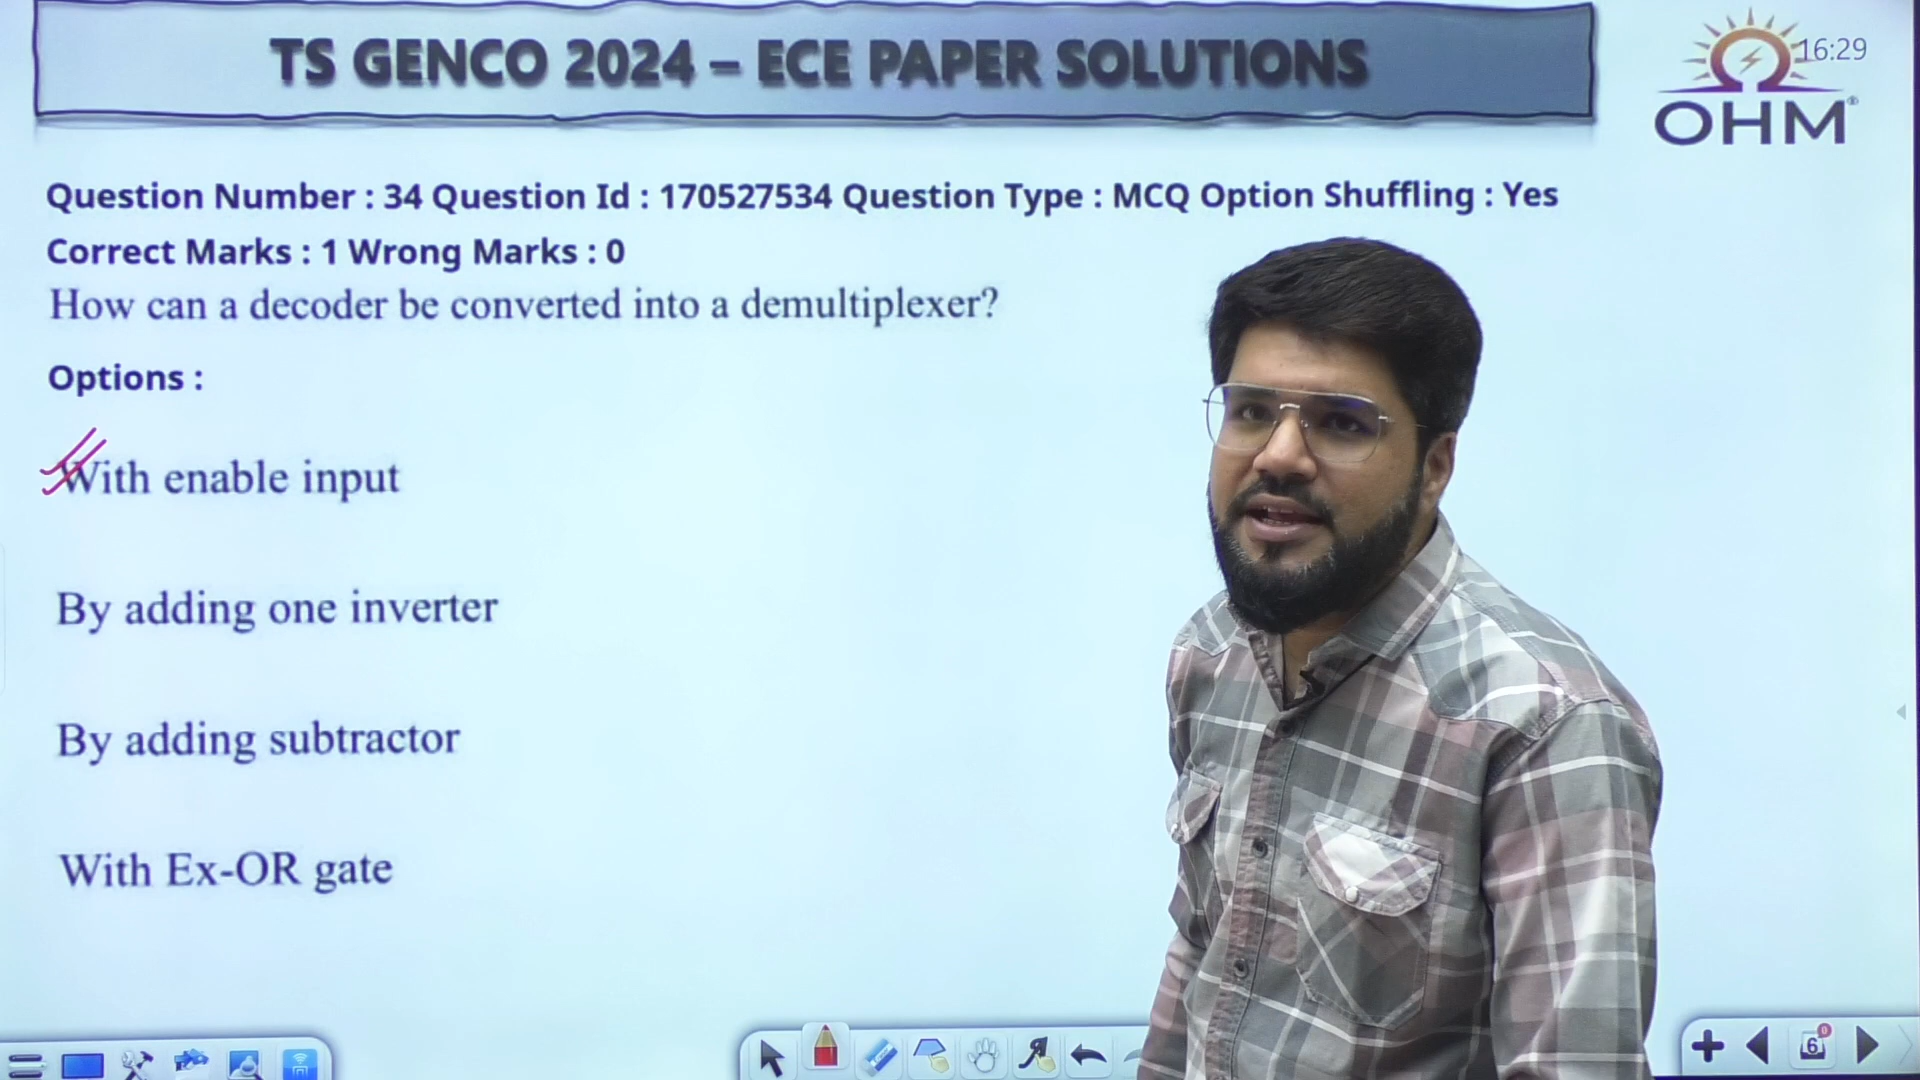 TS GENCO 2024 – ECE PAPER SOLUTIONS
16:29
OHM
Question Number : 34 Question Id : 170527534 Question Type : MCQ Option Shuffling : Yes
Correct Marks : 1 Wrong Marks : 0
How can a decoder be converted into a demultiplexer?
Options :
With enable input
By adding one inverter
By adding subtractor
With Ex-OR gate
6
0